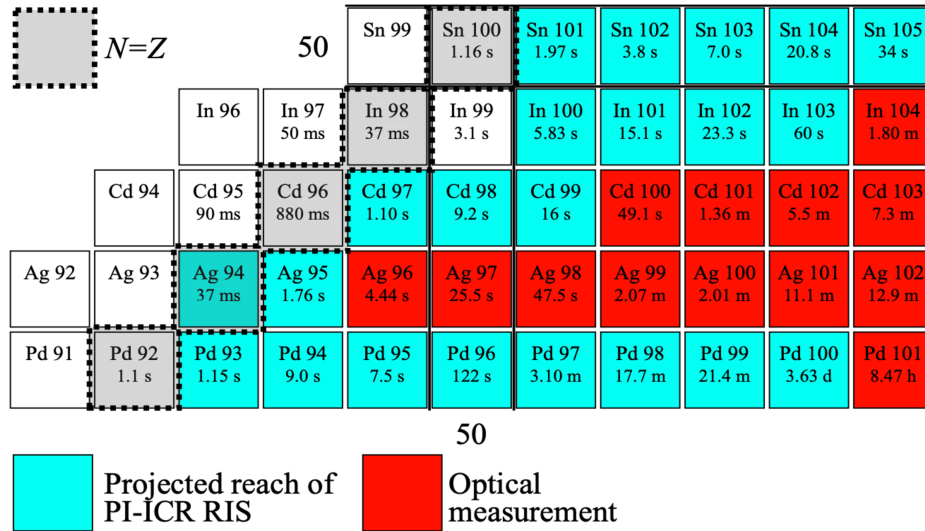 N=Z
50
Sn 99
Sn 100
1.16 s
Sn 101
1.97 s
Sn 102
3.8 s
Sn 103
7.0 s
Sn 104
20.8 s
Sn 105
34 s
In 96
In 97
50 ms
In 98
37 ms
In 99
3.1 s
In 100
5.83 s
In 101
15.1 s
In 102
23.3 s
In 103
60 s
In 104
1.80 m
Cd 94
Cd 95
90 ms
Cd 96
880 ms
Cd 97
1.10 s
Cd 98
9.2 s
Cd 99
16 s
Cd 100
49.1 s
Cd 101
1.36 m
Cd 102
5.5 m
Cd 103
7.3 m
Ag 92
Ag 93
Ag 94
37 ms
Ag 95
1.76 s
Ag 96
4.44 s
Ag 97
25.5 s
Ag 98
47.5 s
Ag 99
2.07 m
Ag 100
2.01 m
Ag 101
11.1 m
Ag 102
12.9 m
Pd 91
Pd 92
1.1 s
Pd 93
1.15 s
Pd 94
9.0 s
Pd 95
7.5 s
Pd 96
122 s
Pd 97
3.10 m
Pd 98
17.7 m
Pd 99
21.4 m
Pd 100
3.63 d
Pd 101
8.47 h
50
Projected reach of
PI-ICR RIS
Optical
measurement